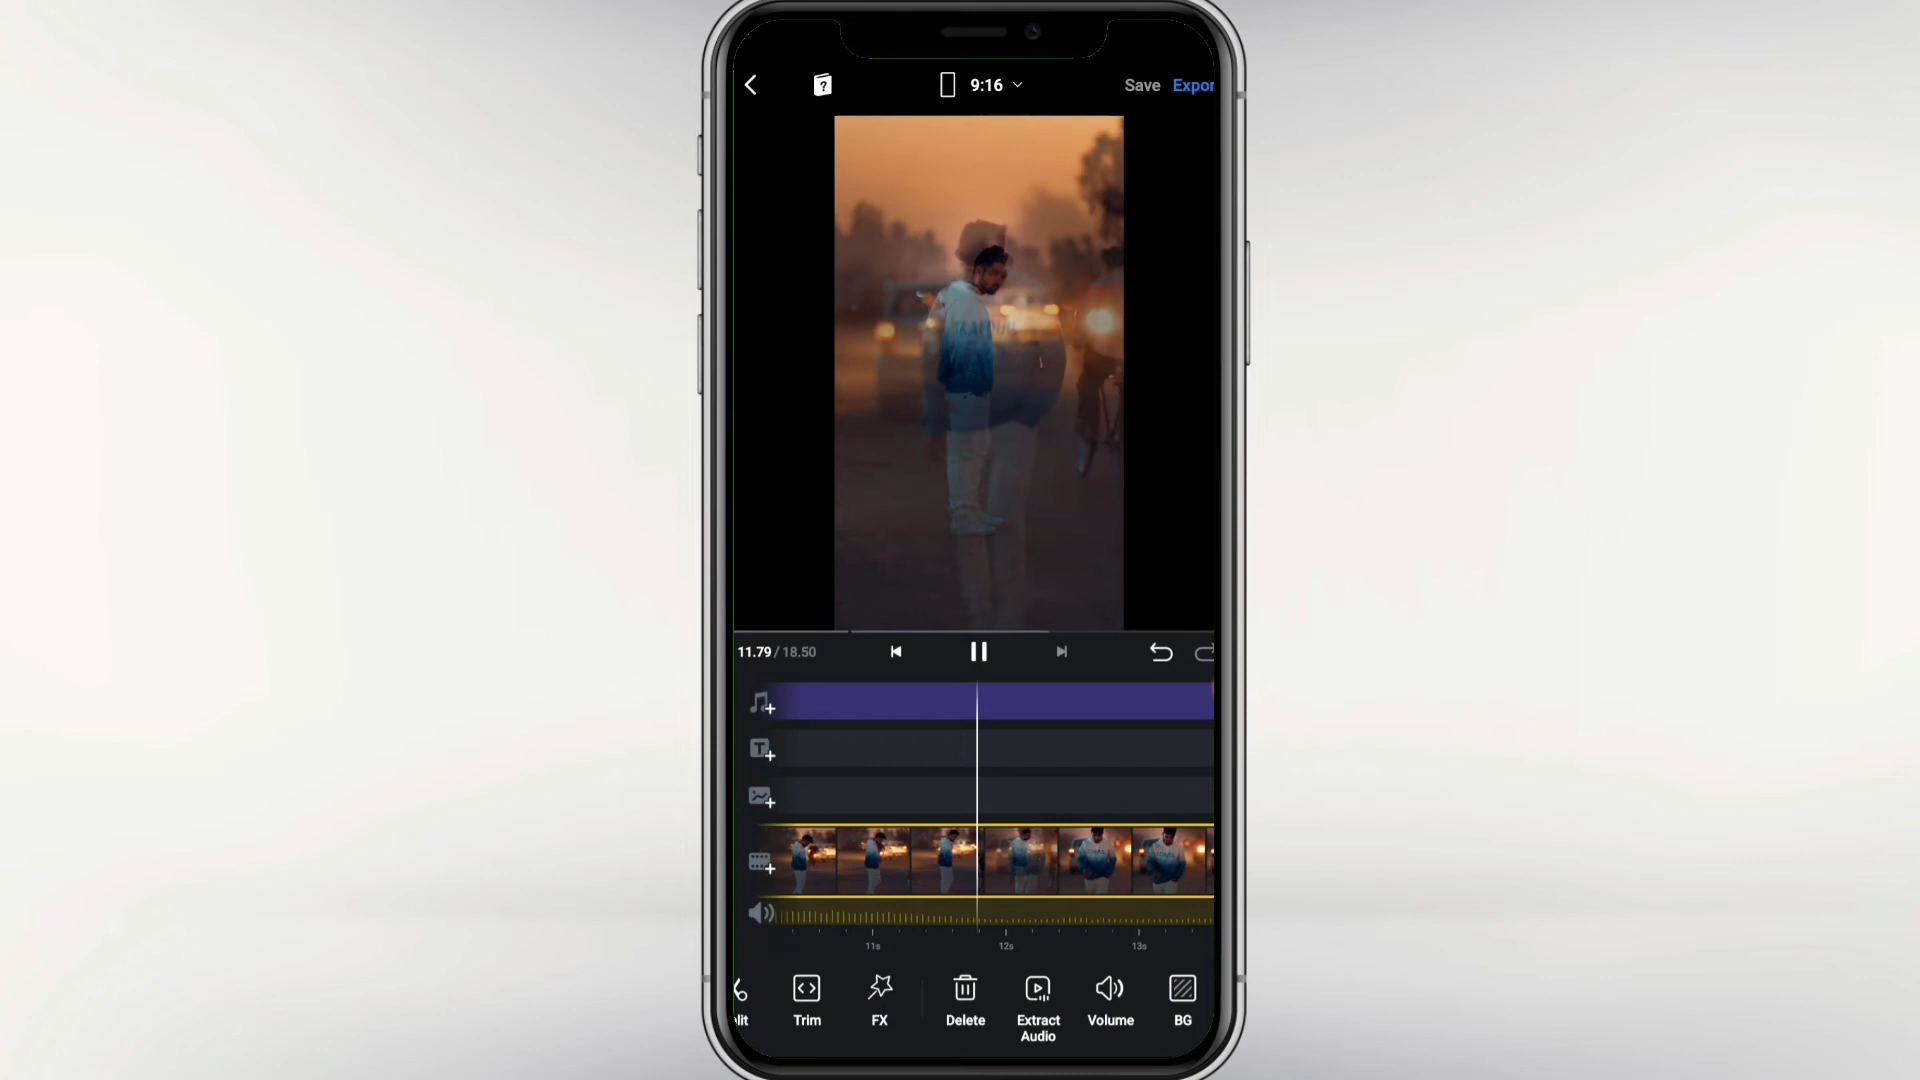 9:16
Save Expor
11.79 / 18.50
11s 12s 13s
lit Trim FX Delete Extract Audio Volume BG